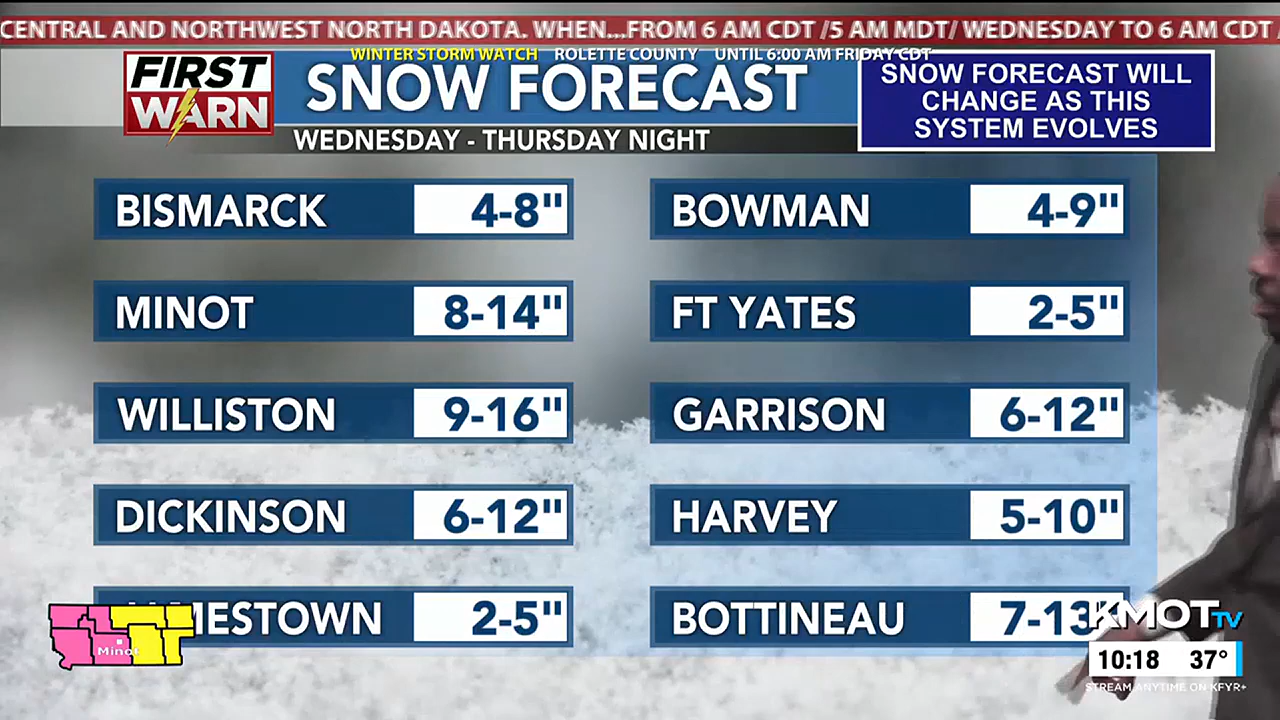 CENTRAL AND NORTHWEST NORTH DAKOTA. WHEN...FROM 6 AM CDT /5 AM MDT/ WEDNESDAY TO 6 AM CDT
WINTER STORM WATCH ROLETTE COUNTY UNTIL 6:00 AM FRIDAY CDT
FIRST
WARN
SNOW FORECAST
WEDNESDAY - THURSDAY NIGHT
SNOW FORECAST WILL
CHANGE AS THIS
SYSTEM EVOLVES
BISMARCK 4-8"
MINOT 8-14"
WILLISTON 9-16"
DICKINSON 6-12"
MESTOWN 2-5"
BOWMAN 4-9"
FT YATES 2-5"
GARRISON 6-12"
HARVEY 5-10"
BOTTINEAU 7-13
Minot
KMOT TV
10:18 37°
STREAM ANYTIME ON KFYR+